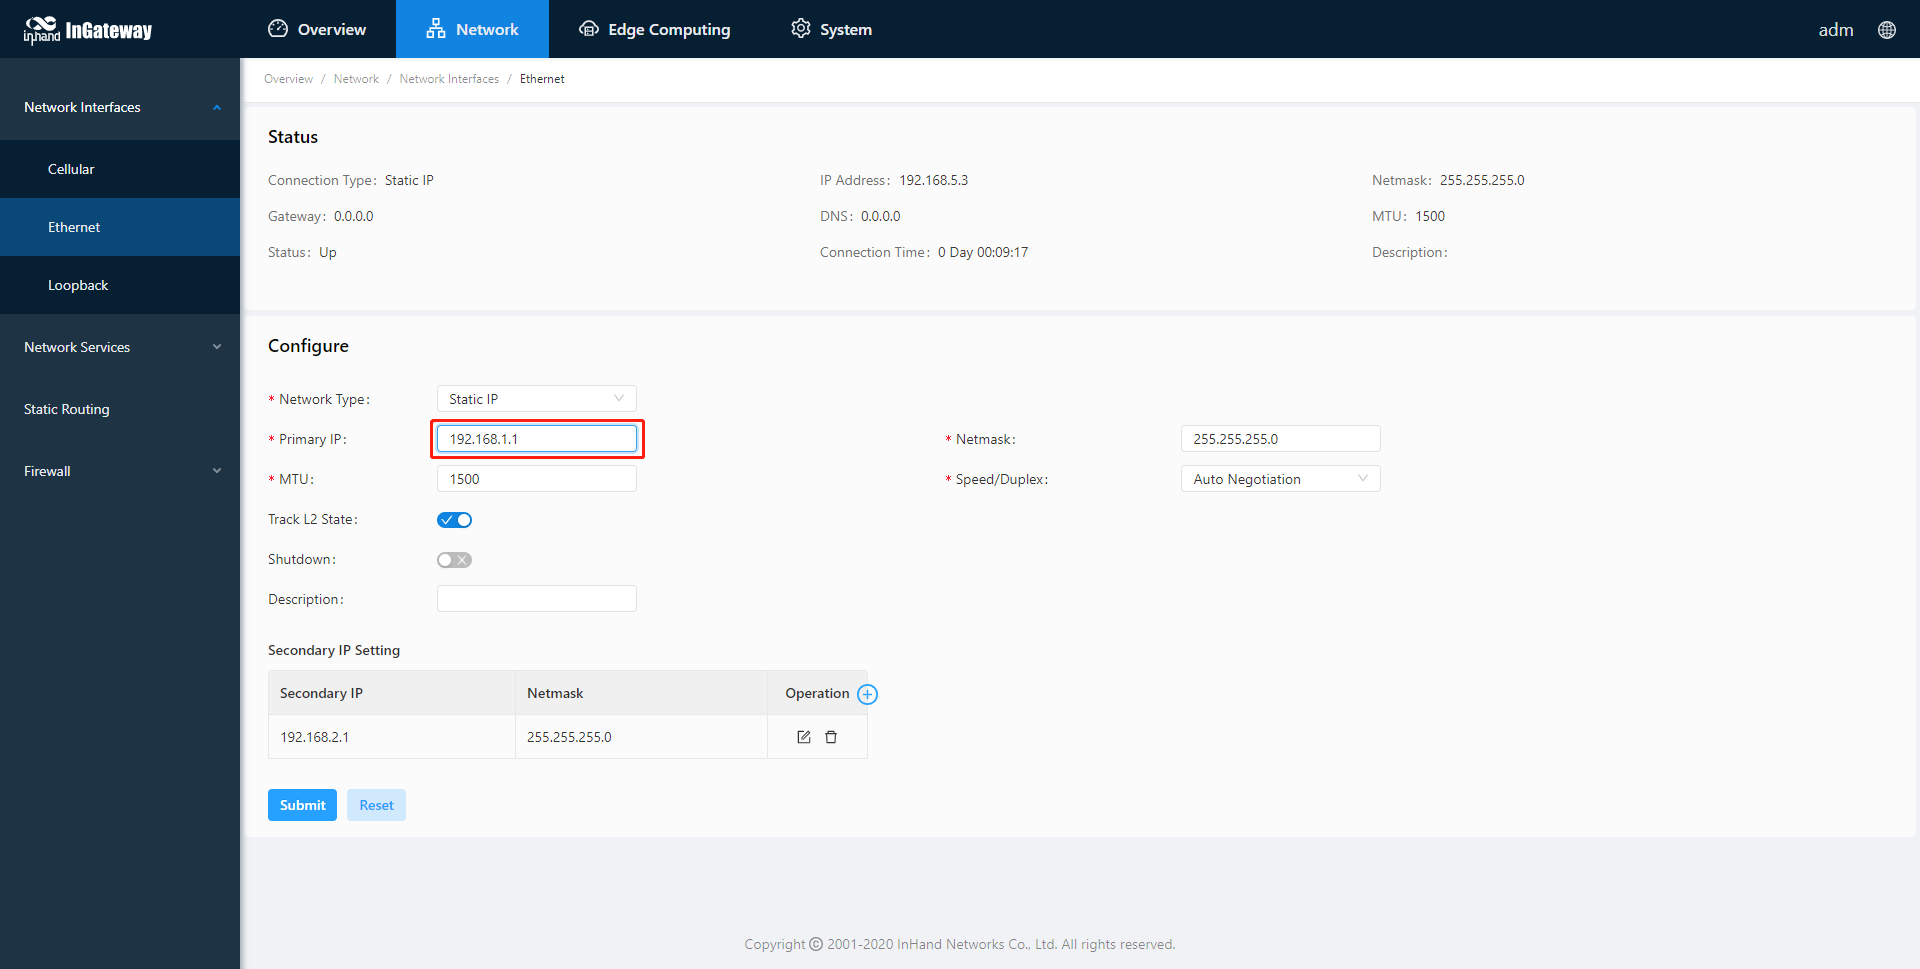 inhand InGateway
Overview
Network
Edge Computing
System
adm
Network Interfaces
Cellular
Ethernet
Loopback
Network Services
Static Routing
Firewall
Overview / Network / Network Interfaces / Ethernet
Status
Connection Type: Static IP
IP Address: 192.168.5.3
Netmask: 255.255.255.0
Gateway: 0.0.0.0
DNS: 0.0.0.0
MTU: 1500
Status: Up
Connection Time: 0 Day 00:09:17
Description:
Configure
* Network Type: Static IP
* Primary IP: 192.168.1.1
* Netmask: 255.255.255.0
* MTU: 1500
* Speed/Duplex: Auto Negotiation
Track L2 State:
Shutdown:
Description:
Secondary IP Setting
Secondary IP Netmask Operation
192.168.2.1 255.255.255.0
Submit Reset
Copyright © 2001-2020 InHand Networks Co., Ltd. All rights reserved.